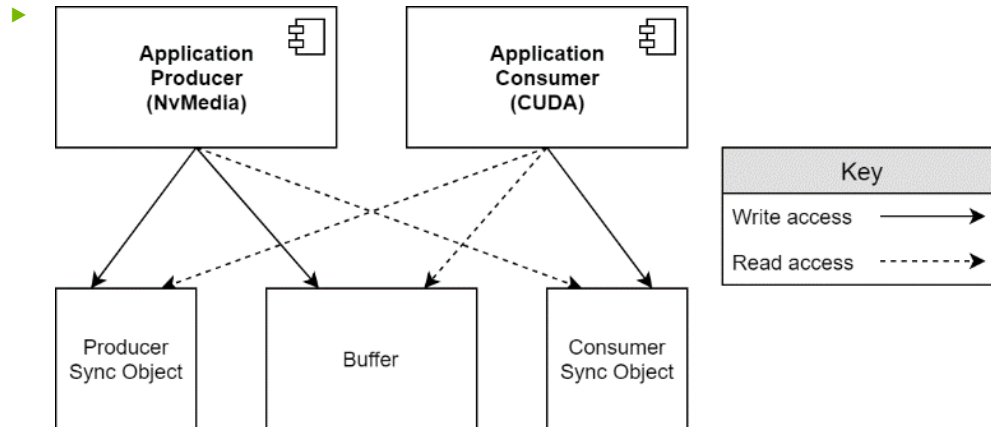 Application
Producer
(NvMedia)
Application
Consumer
(CUDA)
Key
Write access
Read access
Producer
Sync Object
Buffer
Consumer
Sync Object